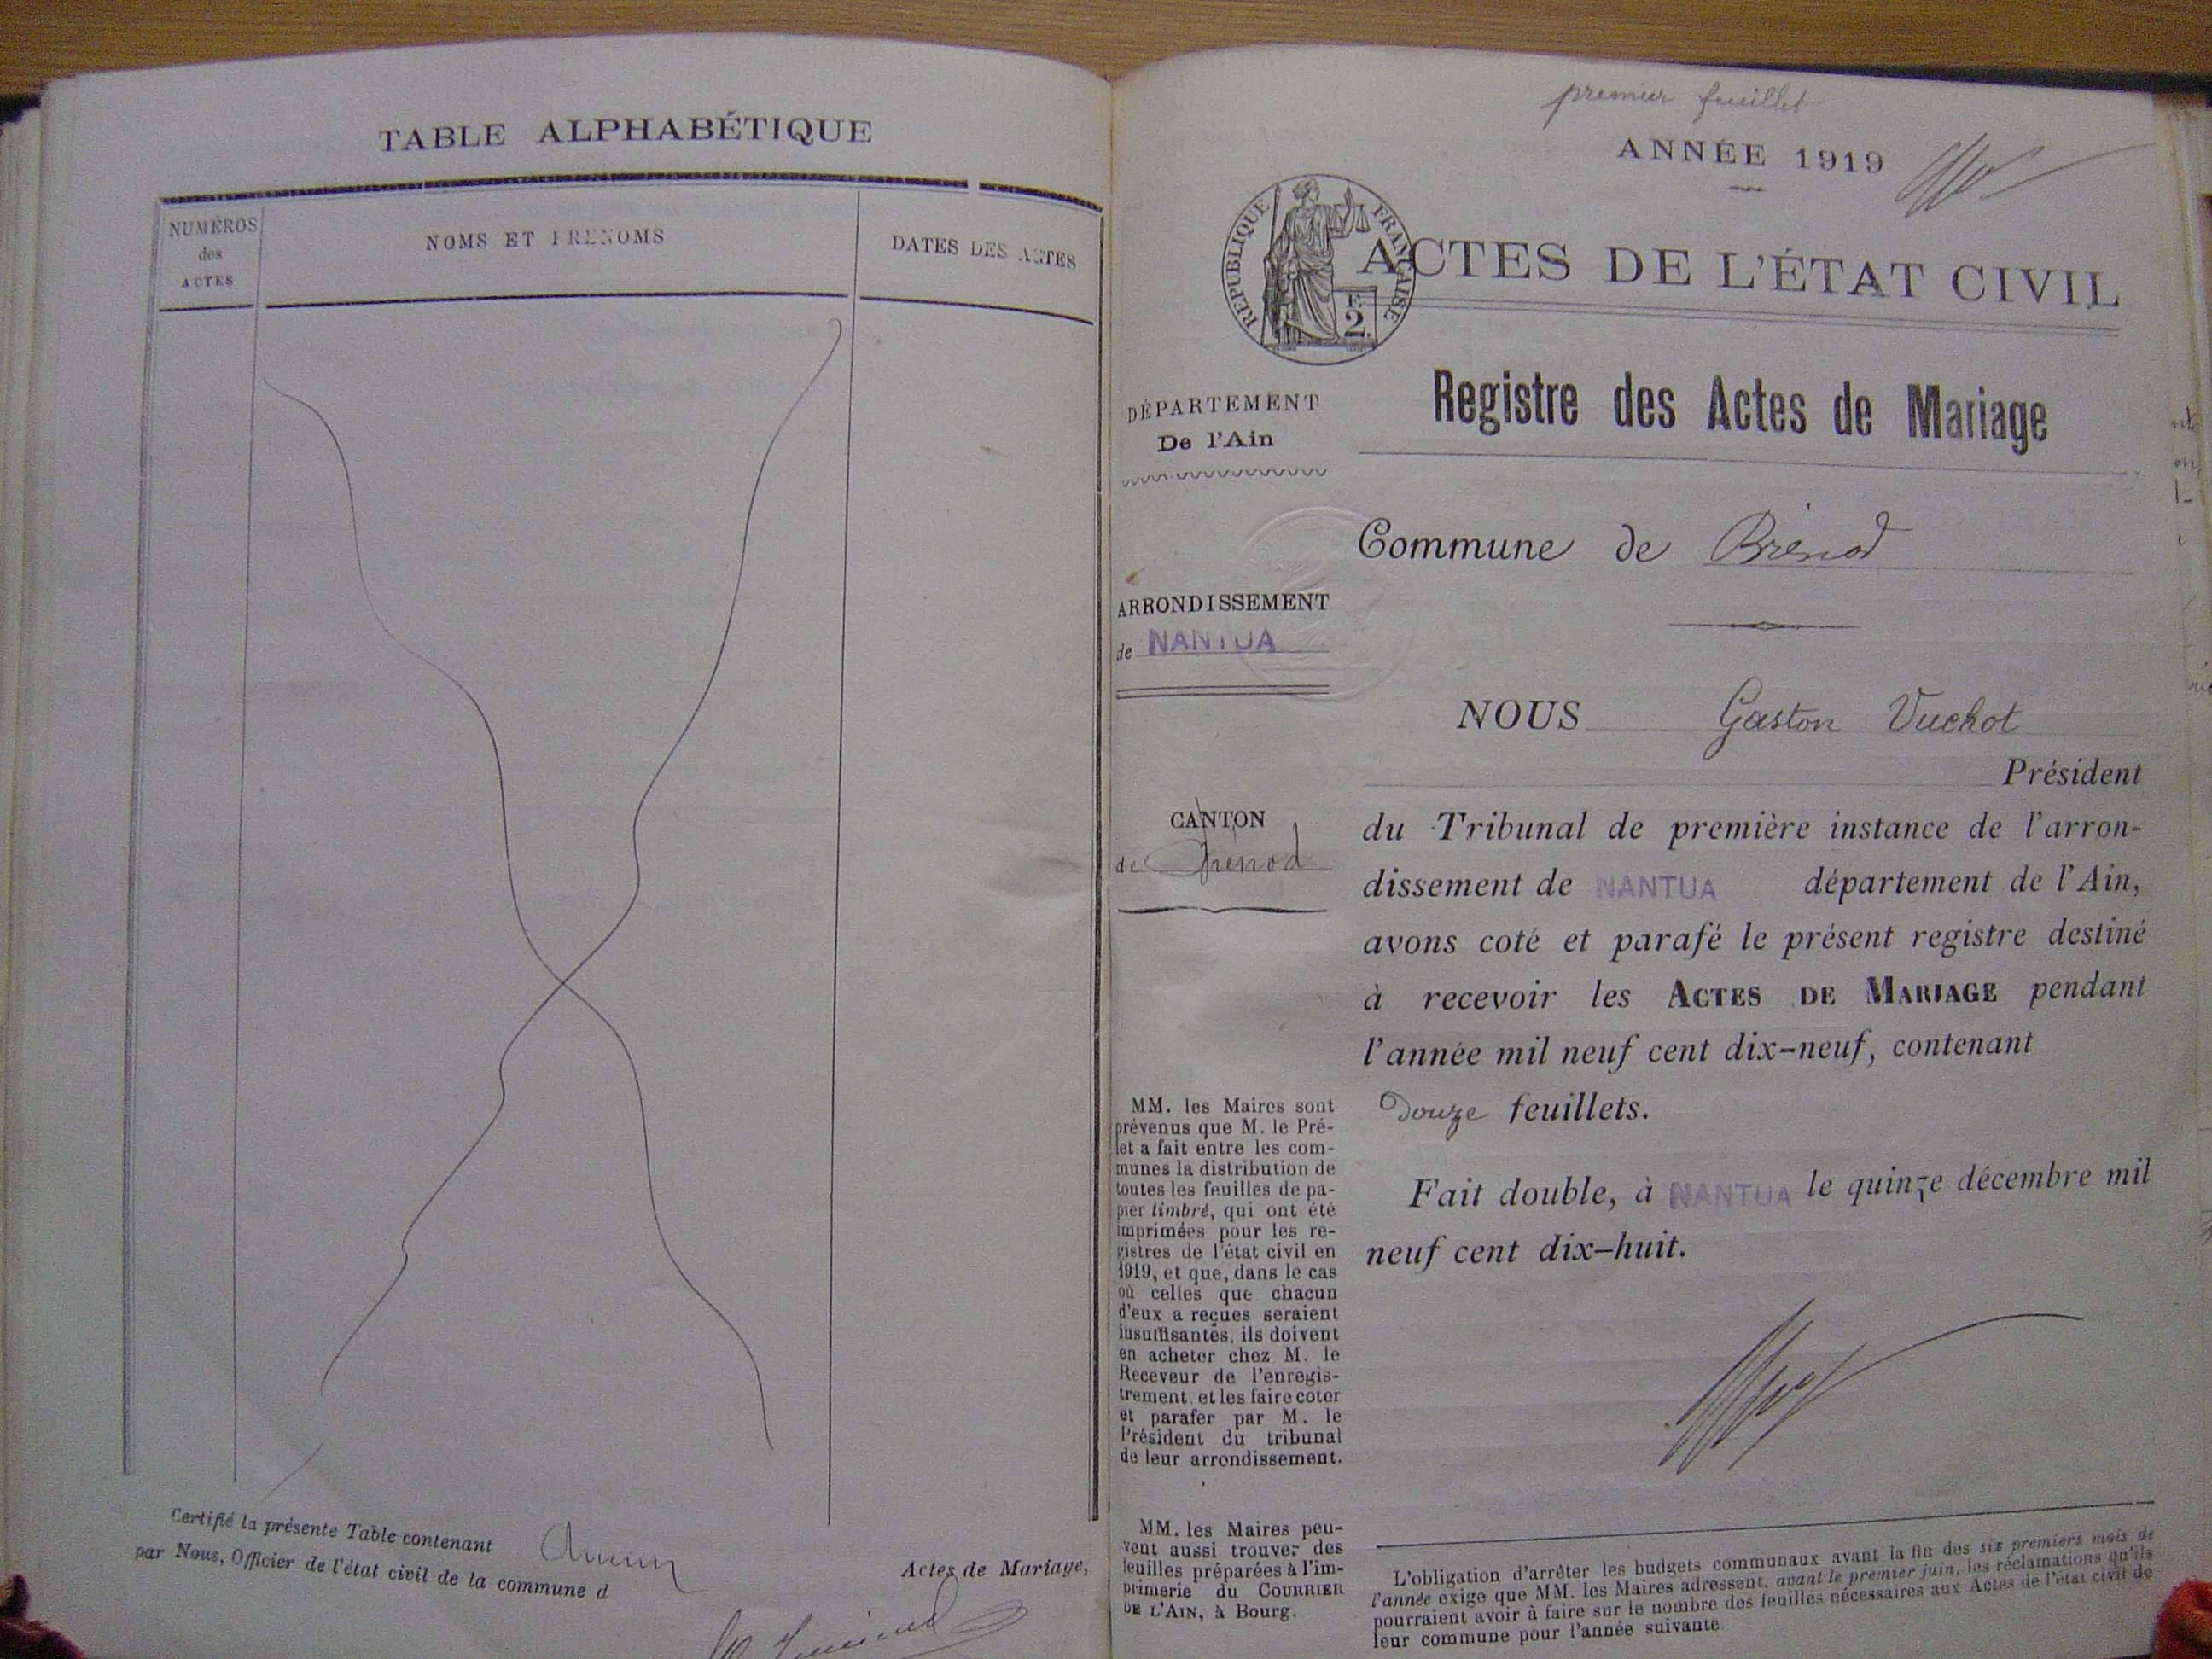 TABLE ALPHABÉTIQUE
NUMÉROS
des
ACTES
NOMS ET PRÉNOMS
DATES DES ACTES
Certifié la présente Table contenant Aucun Actes de Mariage,
par Nous, Officier de l'état civil de la commune d
premier feuillet
ANNÉE 1919
RÉPUBLIQUE FRANÇAISE
F.
2.
ACTES DE L'ÉTAT CIVIL
Registre des Actes de Mariage
DÉPARTEMENT
De l'Ain
Commune de Brénod
ARRONDISSEMENT
de NANTUA
CANTON
de Brénod
NOUS Gaston Vuchot
Président
du Tribunal de première instance de l'arron-
dissement de NANTUA département de l'Ain,
avons coté et parafé le présent registre destiné
à recevoir les ACTES DE MARIAGE pendant
l'année mil neuf cent dix-neuf, contenant
Douze feuillets.
Fait double, à NANTUA le quinze décembre mil
neuf cent dix-huit.
MM. les Maires sont
prévenus que M. le Pré-
fet a fait entre les com-
munes la distribution de
toutes les feuilles de pa-
pier timbré, qui ont été
imprimées pour les re-
gistres de l'état civil en
1919, et que, dans le cas
où celles que chacun
d'eux a reçues seraient
insuffisantes, ils doivent
en acheter chez M. le
Receveur de l'enregis-
trement, et les faire coter
et parafer par M. le
Président du tribunal
de leur arrondissement.
MM. les Maires peu-
vent aussi trouver des
feuilles préparées à l'im-
primerie du COURRIER
DE L'AIN, à Bourg.
L'obligation d'arrêter les budgets communaux avant la fin des six premiers mois de
l'année exige que MM. les Maires adressent, avant le premier juin, les réclamations qu'ils
pourraient avoir à faire sur le nombre des feuilles nécessaires aux Actes de l'état civil de
leur commune pour l'année suivante.